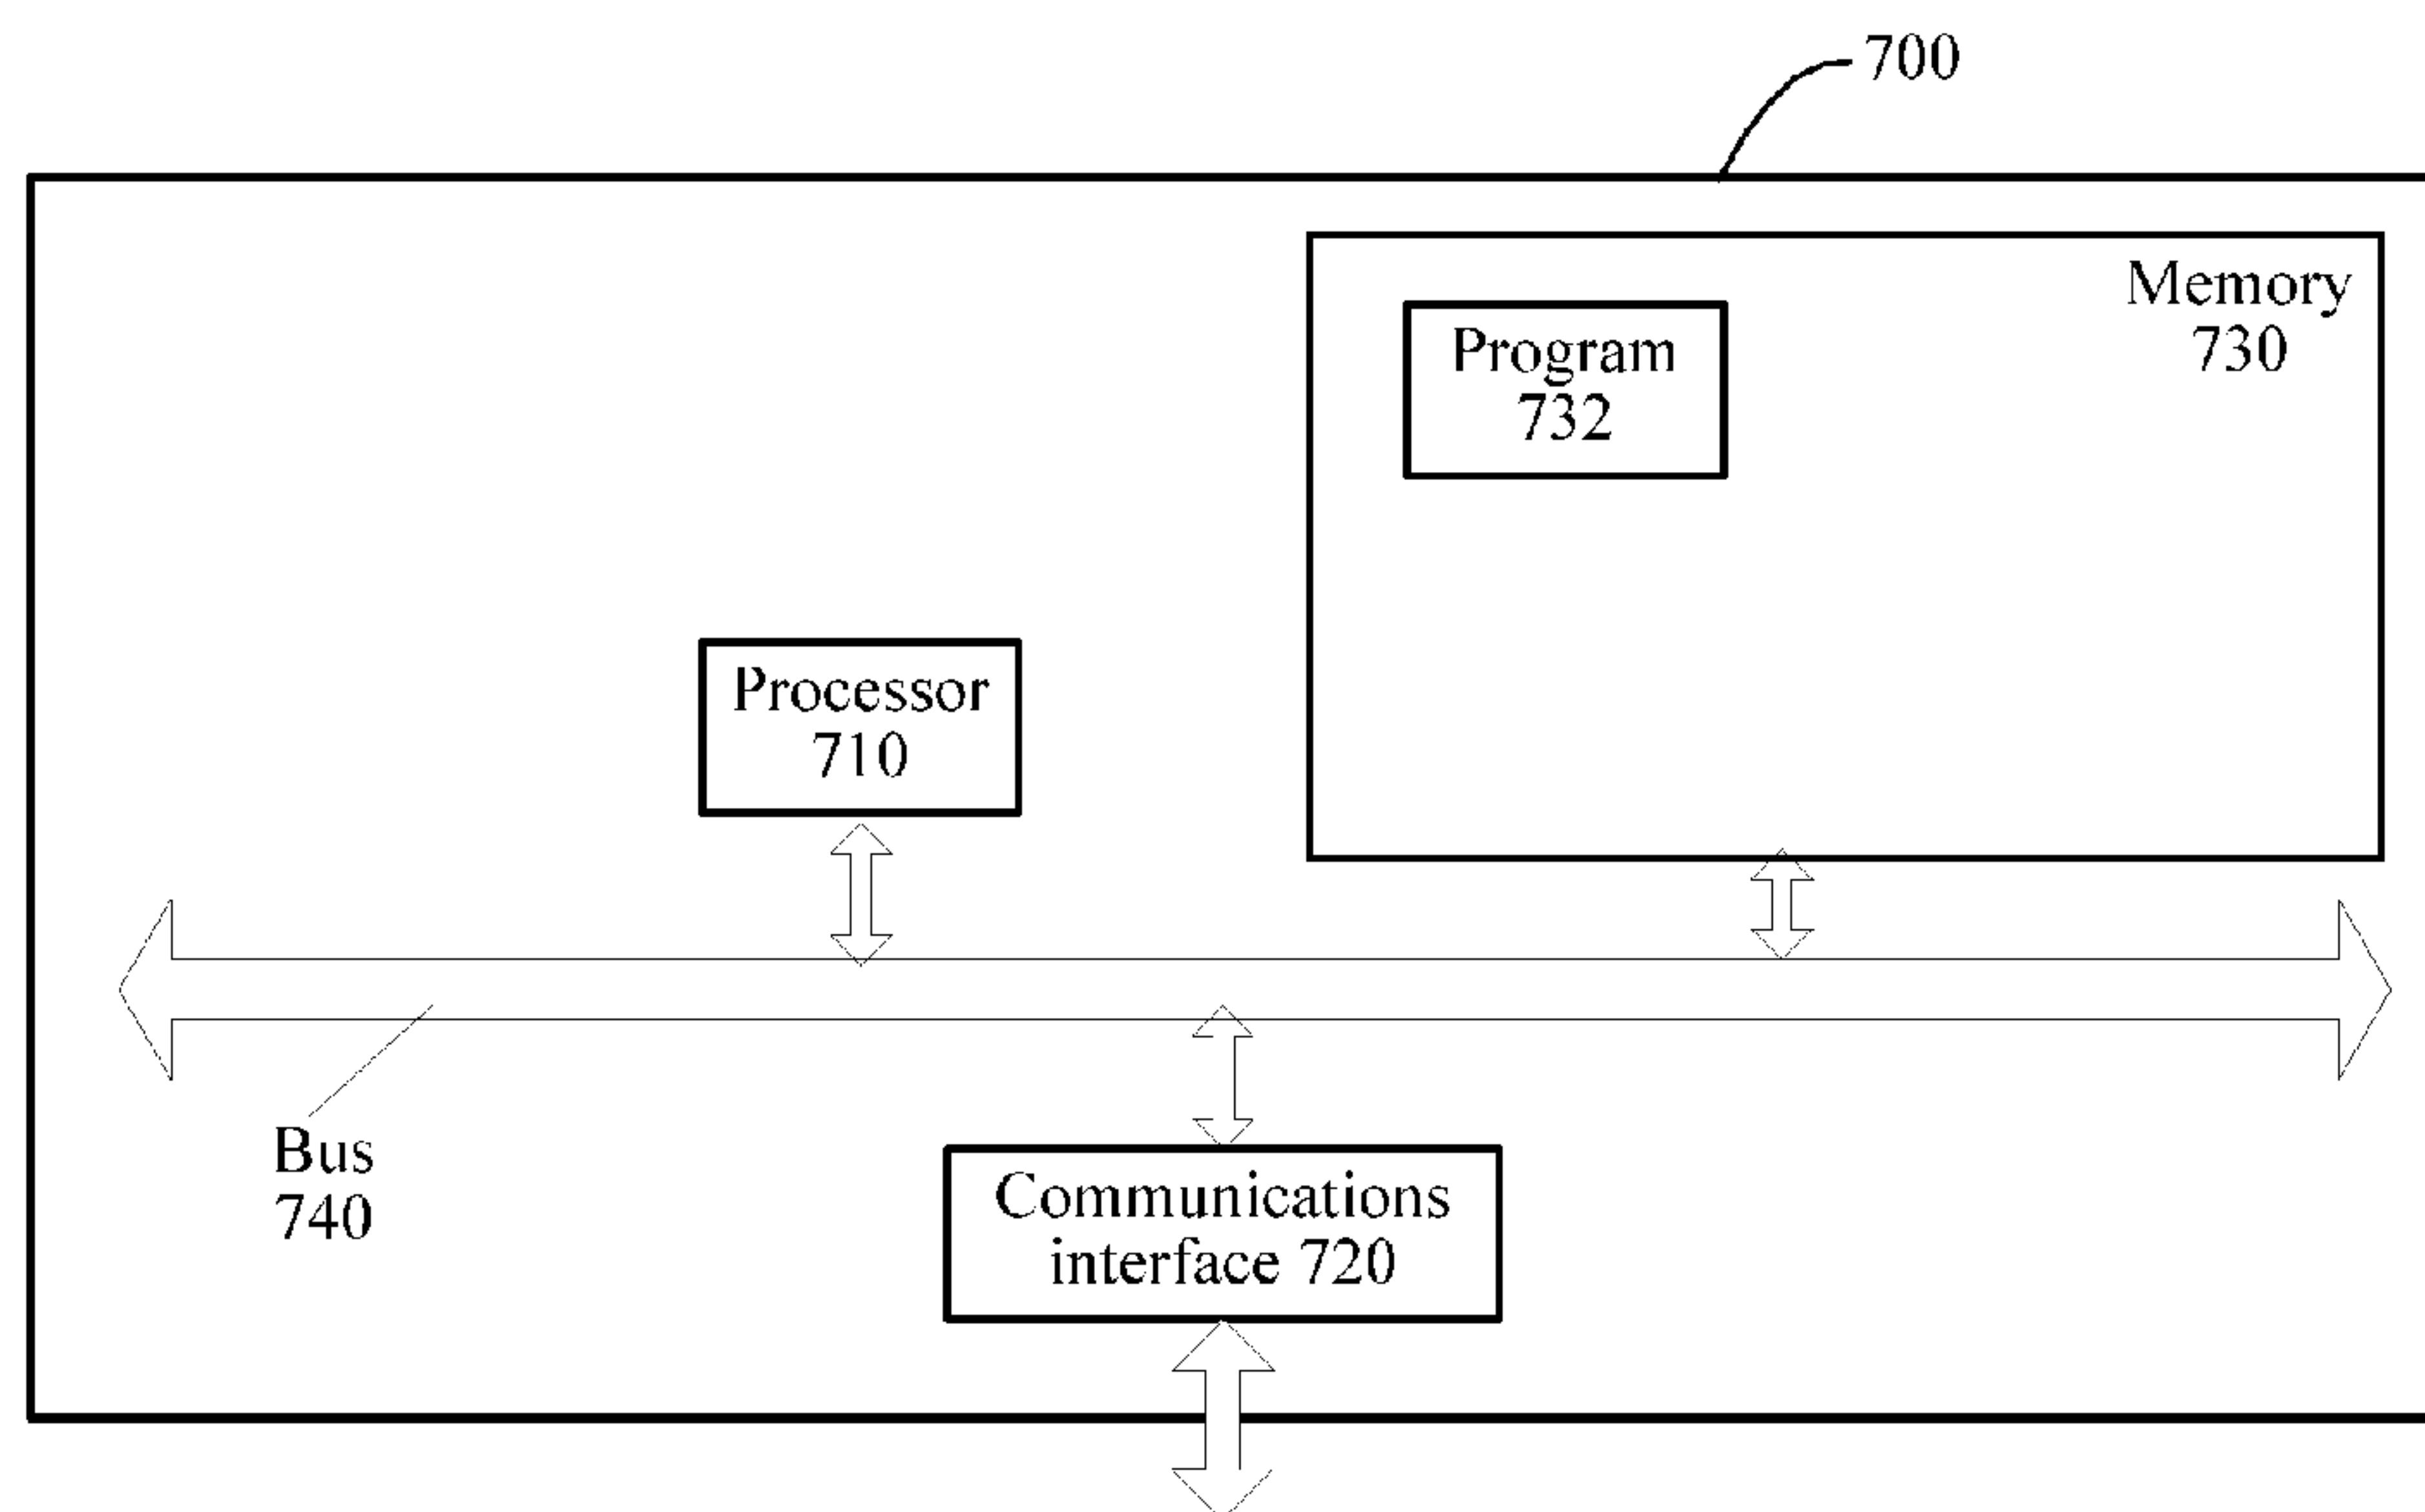 700
Memory
730
Program
732
Processor
710
Bus
740
Communications
interface 720